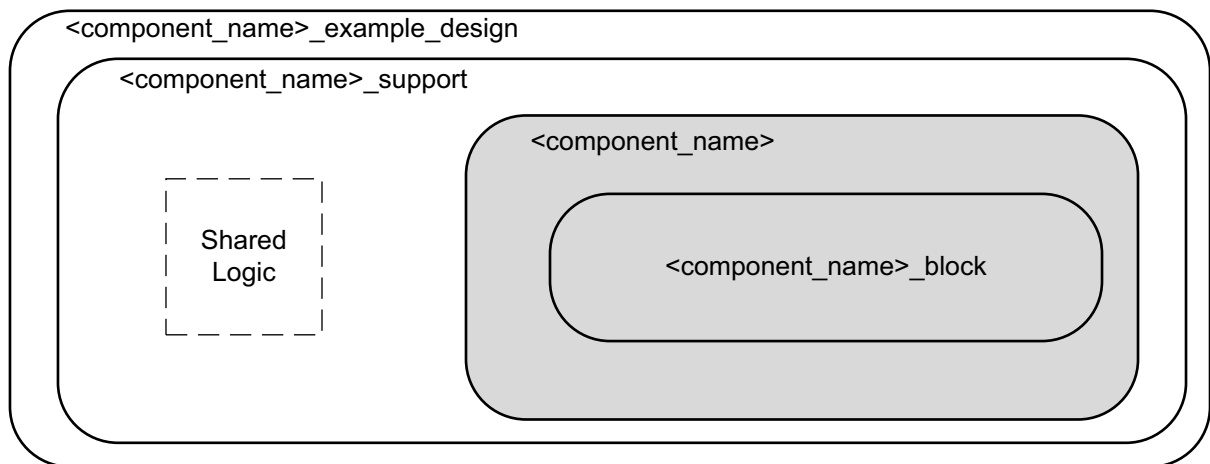 <component_name>_example_design
<component_name>_support
<component_name>
Shared
Logic
<component_name>_block